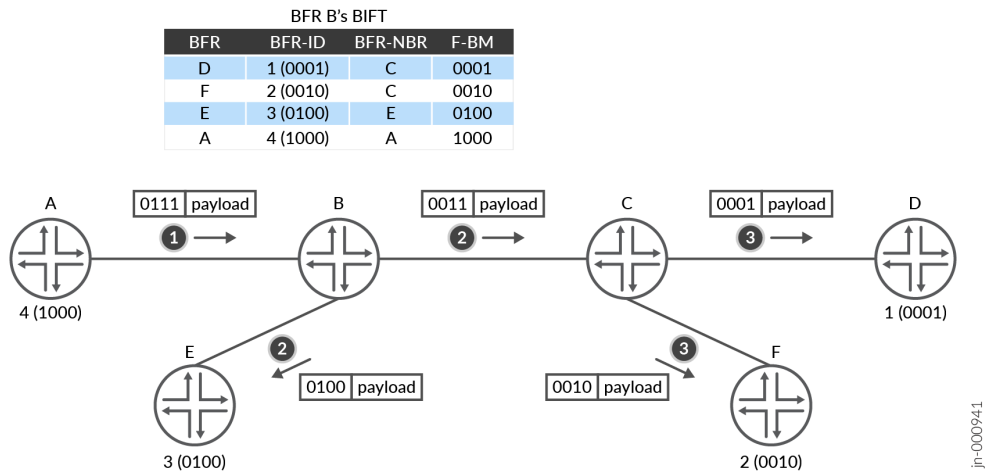 BFR B’s BIFT
BFR BFR-ID BFR-NBR F-BM
D 1 (0001) C 0001
F 2 (0010) C 0010
E 3 (0100) E 0100
A 4 (1000) A 1000
A 0111 payload B 0011 payload C 0001 payload D
1 2 3
4 (1000) 1 (0001)
E 2 3 F
0100 payload 0010 payload
3 (0100) 2 (0010)
jn-000941